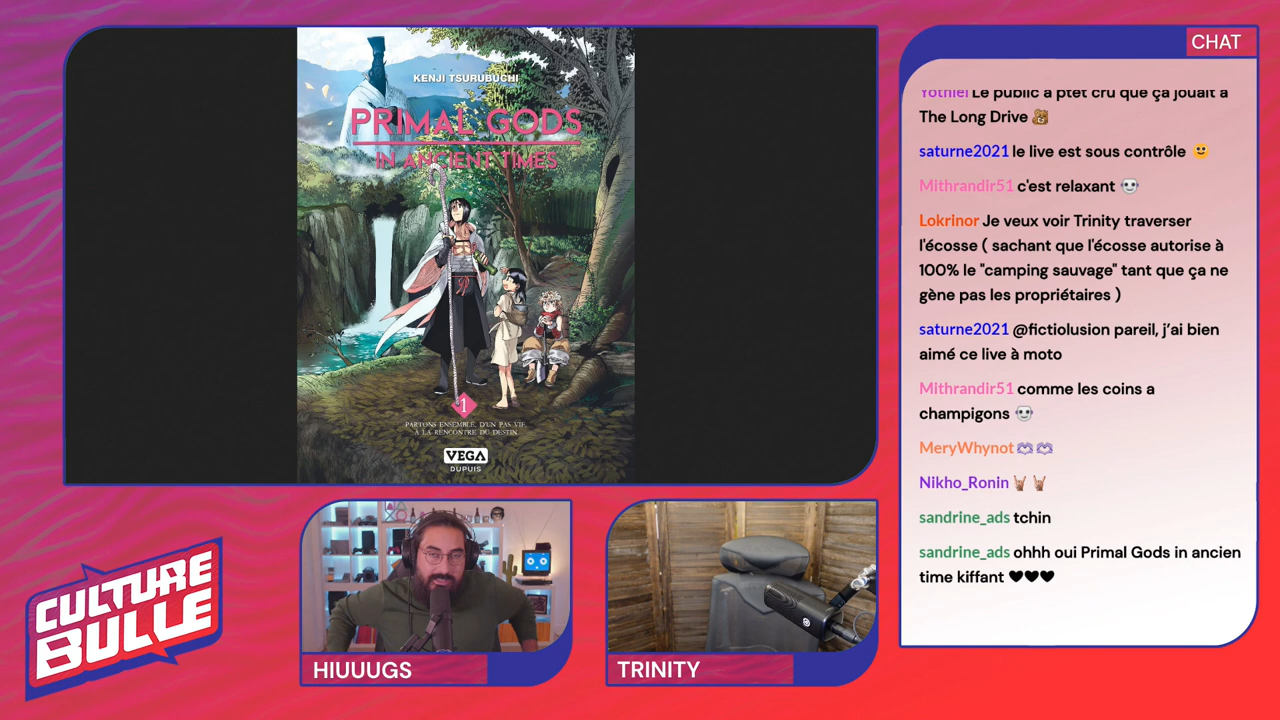 KENJI TSURUBUCHI
PRIMAL GODS
IN ANCIENT TIMES
1
PARTONS ENSEMBLE, D'UN PAS VIF,
À LA RENCONTRE DU DESTIN.
VEGA
DUPUIS
CHAT
Yothiel Le public a ptet cru que ça jouait à
The Long Drive
saturne2021 le live est sous contrôle
Mithrandir51 c'est relaxant
Lokrinor Je veux voir Trinity traverser
l'écosse ( sachant que l'écosse autorise à
100% le "camping sauvage" tant que ça ne
gène pas les propriétaires )
saturne2021 @fictiolusion pareil, j'ai bien
aimé ce live à moto
Mithrandir51 comme les coins a
champigons
MeryWhynot
Nikho_Ronin
sandrine_ads tchin
sandrine_ads ohhh oui Primal Gods in ancien
time kiffant ♥♥♥
CULTURE
BULLE
HIUUUGS
TRINITY